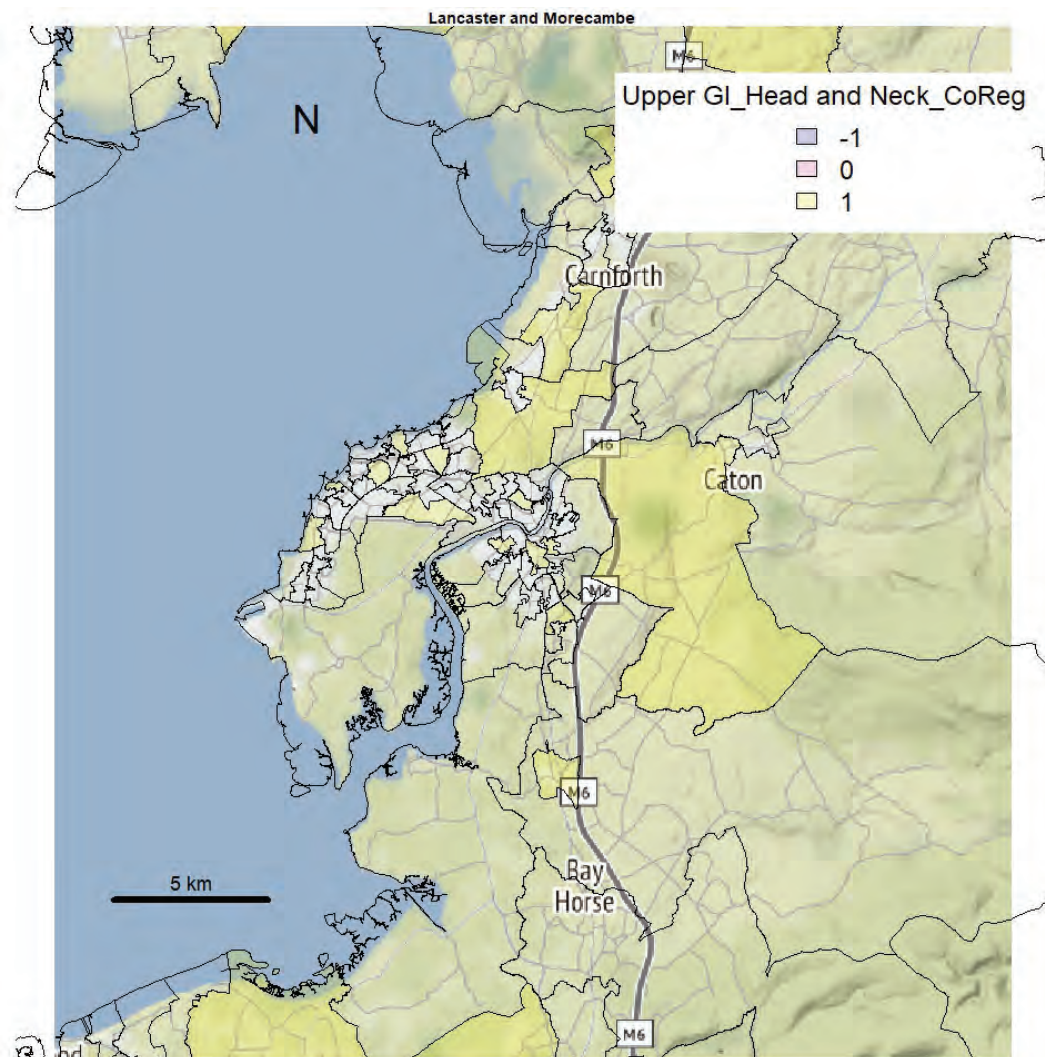 Lancaster and Morecambe
M6
Upper GI_Head and Neck_CoReg
-1
0
1
N
Carnforth
M6
Caton
M6
M6
Bay
Horse
5 km
M6